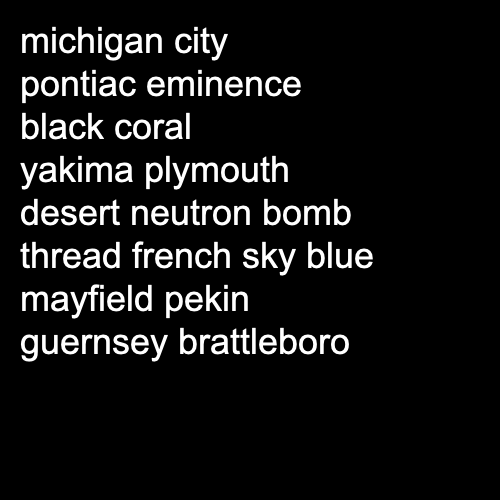 michigan city
pontiac eminence
black coral
yakima plymouth
desert neutron bomb
thread french sky blue
mayfield pekin
guernsey brattleboro